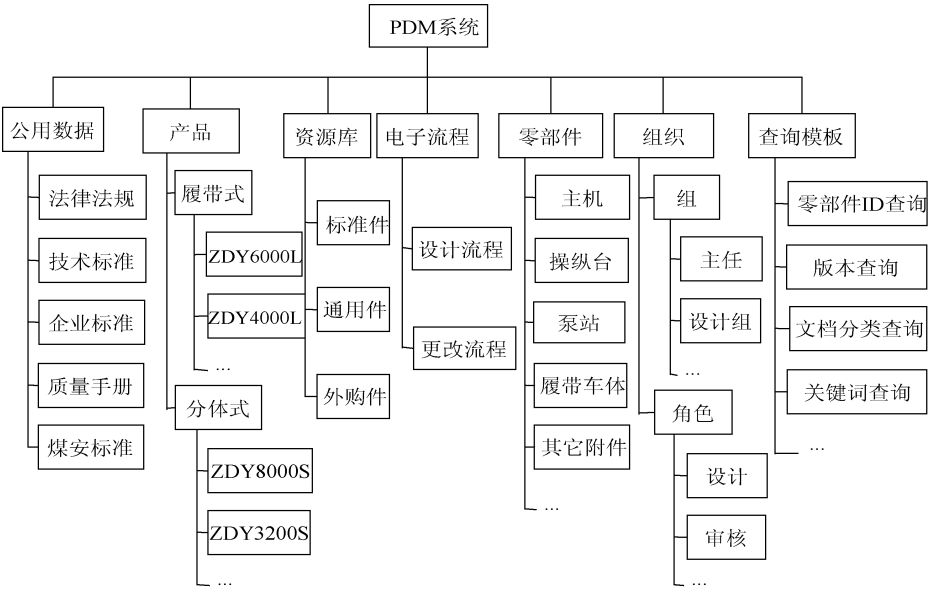 PDM系统
公用数据
法律法规
技术标准
企业标准
质量手册
煤安标准
产品
履带式
ZDY6000L
ZDY4000L
...
分体式
ZDY8000S
ZDY3200S
...
资源库
标准件
通用件
外购件
电子流程
设计流程
更改流程
零部件
主机
操纵台
泵站
履带车体
其它附件
...
组织
组
主任
设计组
...
角色
设计
审核
...
查询模板
零部件ID查询
版本查询
文档分类查询
关键词查询
...